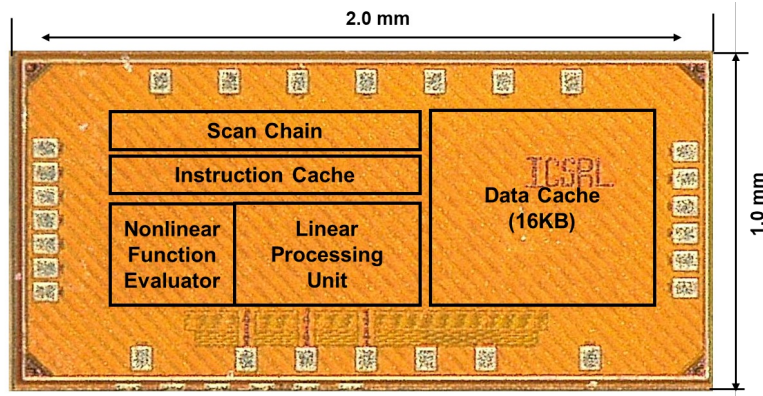 2.0 mm
Scan Chain
Instruction Cache
ICSRL
Data Cache
(16KB)
Nonlinear
Function
Evaluator
Linear
Processing
Unit
1.0 mm